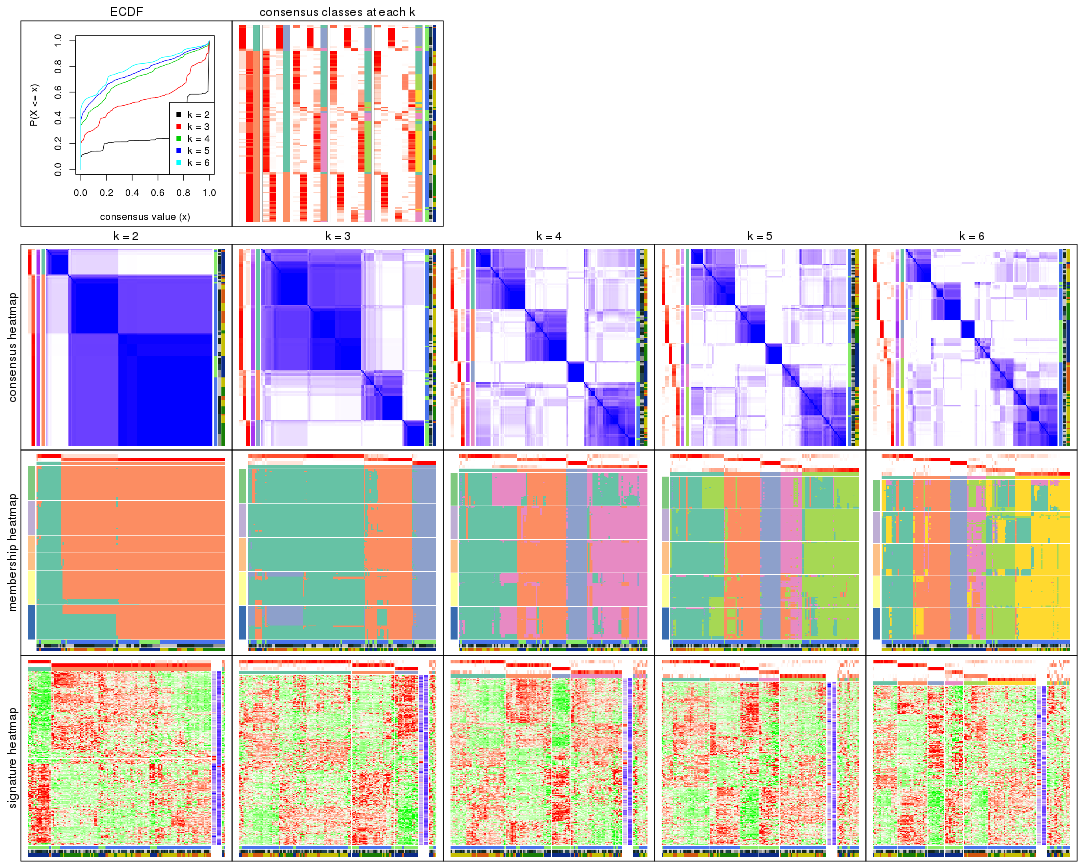 ECDF
consensus classes at each k
P(X <= x)
0.0 0.2 0.4 0.6 0.8 1.0
k = 2
k = 3
k = 4
k = 5
k = 6
0.0 0.2 0.4 0.6 0.8 1.0
consensus value (x)
k = 2
k = 3
k = 4
k = 5
k = 6
consensus heatmap
membership heatmap
signature heatmap